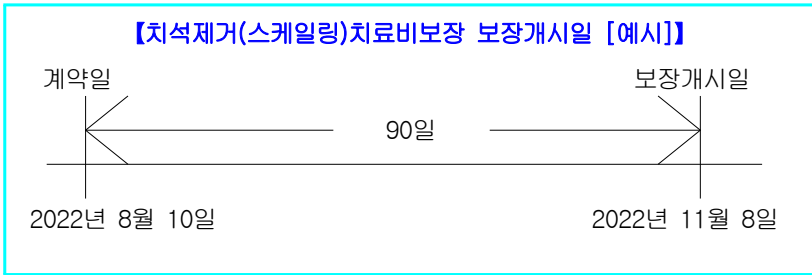 【치석제거(스케일링)치료비보장 보장개시일 [예시]】
계약일 보장개시일
90일
2022년 8월 10일 2022년 11월 8일